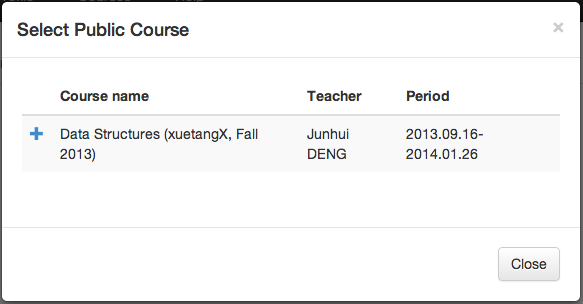 Select Public Course
×
Course name Teacher Period
Data Structures (xuetangX, Fall Junhui 2013.09.16-
2013) DENG 2014.01.26
Close